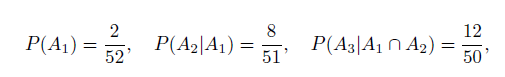 P(A₁) = 2/52, P(A₂|A₁) = 8/51, P(A₃|A₁ ∩ A₂) = 12/50,